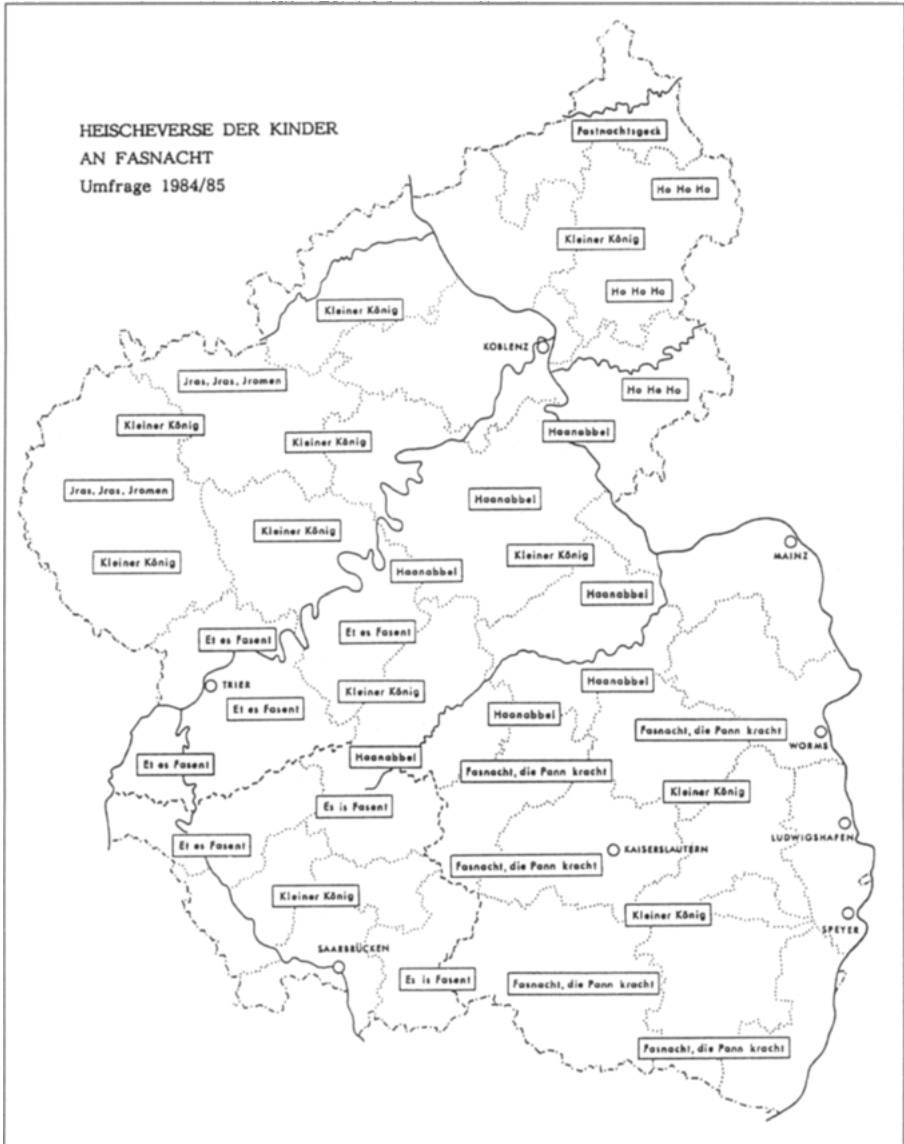 HEISCHEVERSE DER KINDER
AN FASNACHT
Umfrage 1984/85
Fastnachtsgeck
Ho Ho Ho
Kleiner König
Ho Ho Ho
Kleiner König
KOBLENZ
Jras, Jras, Jromen
Ho Ho Ho
Kleiner König
Haanabbel
Kleiner König
Jras, Jras, Jromen
Haanabbel
Kleiner König
MAINZ
Kleiner König
Kleiner König
Haanabbel
Haanabbel
Et es Fasent
Et es Fasent
TRIER
Haanabbel
Kleiner König
Et es Fasent
Haanabbel
Fasnacht, die Pann kracht
WORMS
Haanabbel
Et es Fasent
Fasnacht, die Pann kracht
Kleiner König
Es is Fasent
LUDWIGSHAFEN
Et es Fasent
KAISERSLAUTERN
Fasnacht, die Pann kracht
Kleiner König
Kleiner König
SPEYER
SAARBRÜCKEN
Es is Fasent
Fasnacht, die Pann kracht
Fasnacht, die Pann kracht